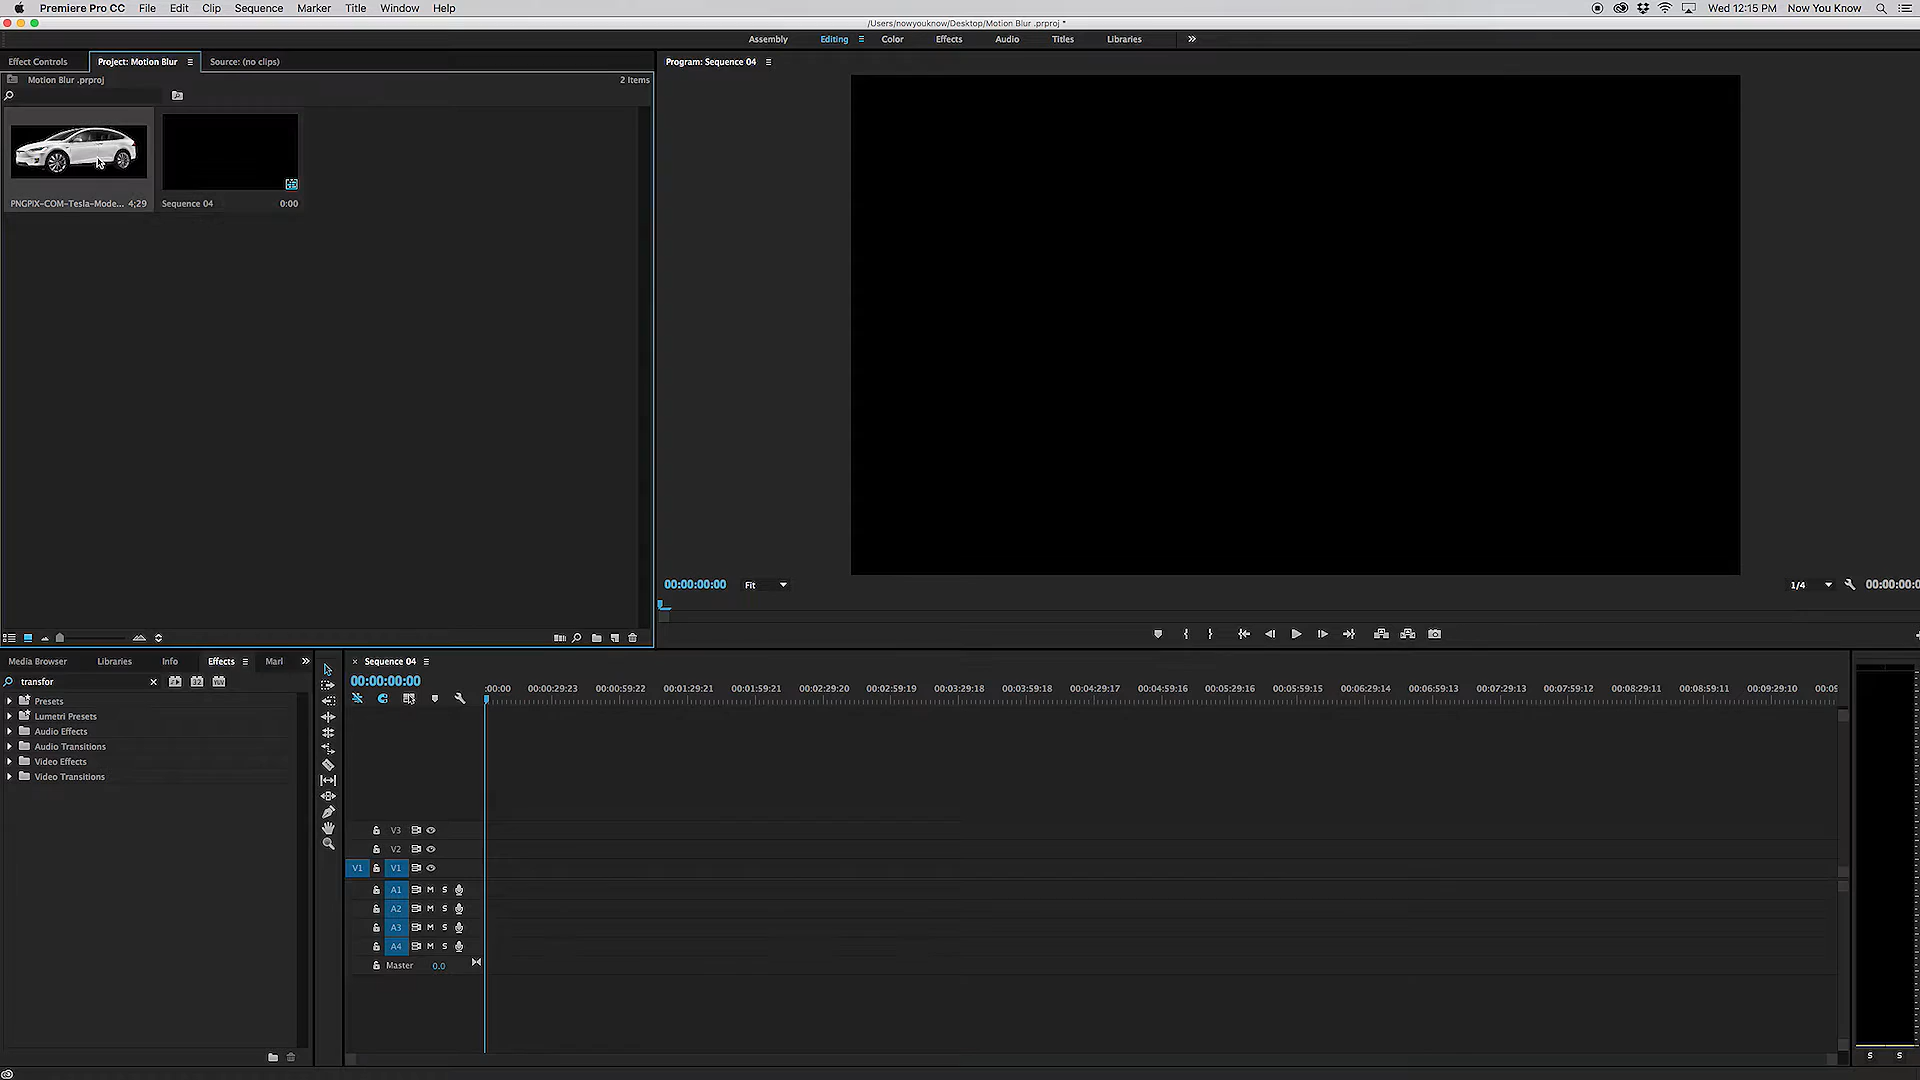 Premiere Pro CC File Edit Clip Sequence Marker Title Window Help Wed 12:15 PM Now You Know
/Users/nowyouknow/Desktop/Motion Blur .prproj *
Assembly Editing Color Effects Audio Titles Libraries
Effect Controls Project: Motion Blur Source: (no clips)
Program: Sequence 04
Motion Blur .prproj 2 Items
PNGPIX-COM-Tesla-Mode... 4;29 Sequence 04 0:00
00:00:00:00 Fit 1/4 00:00:00:0
Media Browser Libraries Info Effects Marl
Sequence 04
transfor
00:00:00:00
:00:00 00:00:29:23 00:00:59:22 00:01:29:21 00:01:59:21 00:02:29:20 00:02:59:19 00:03:29:18 00:03:59:18 00:04:29:17 00:04:59:16 00:05:29:16 00:05:59:15 00:06:29:14 00:06:59:13 00:07:29:13 00:07:59:12 00:08:29:11 00:08:59:11 00:09:29:10 00:09
Presets
Lumetri Presets
Audio Effects
Audio Transitions
Video Effects
Video Transitions
V3
V2
V1 V1
A1 M S
A2 M S
A3 M S
A4 M S
Master 0.0
S S